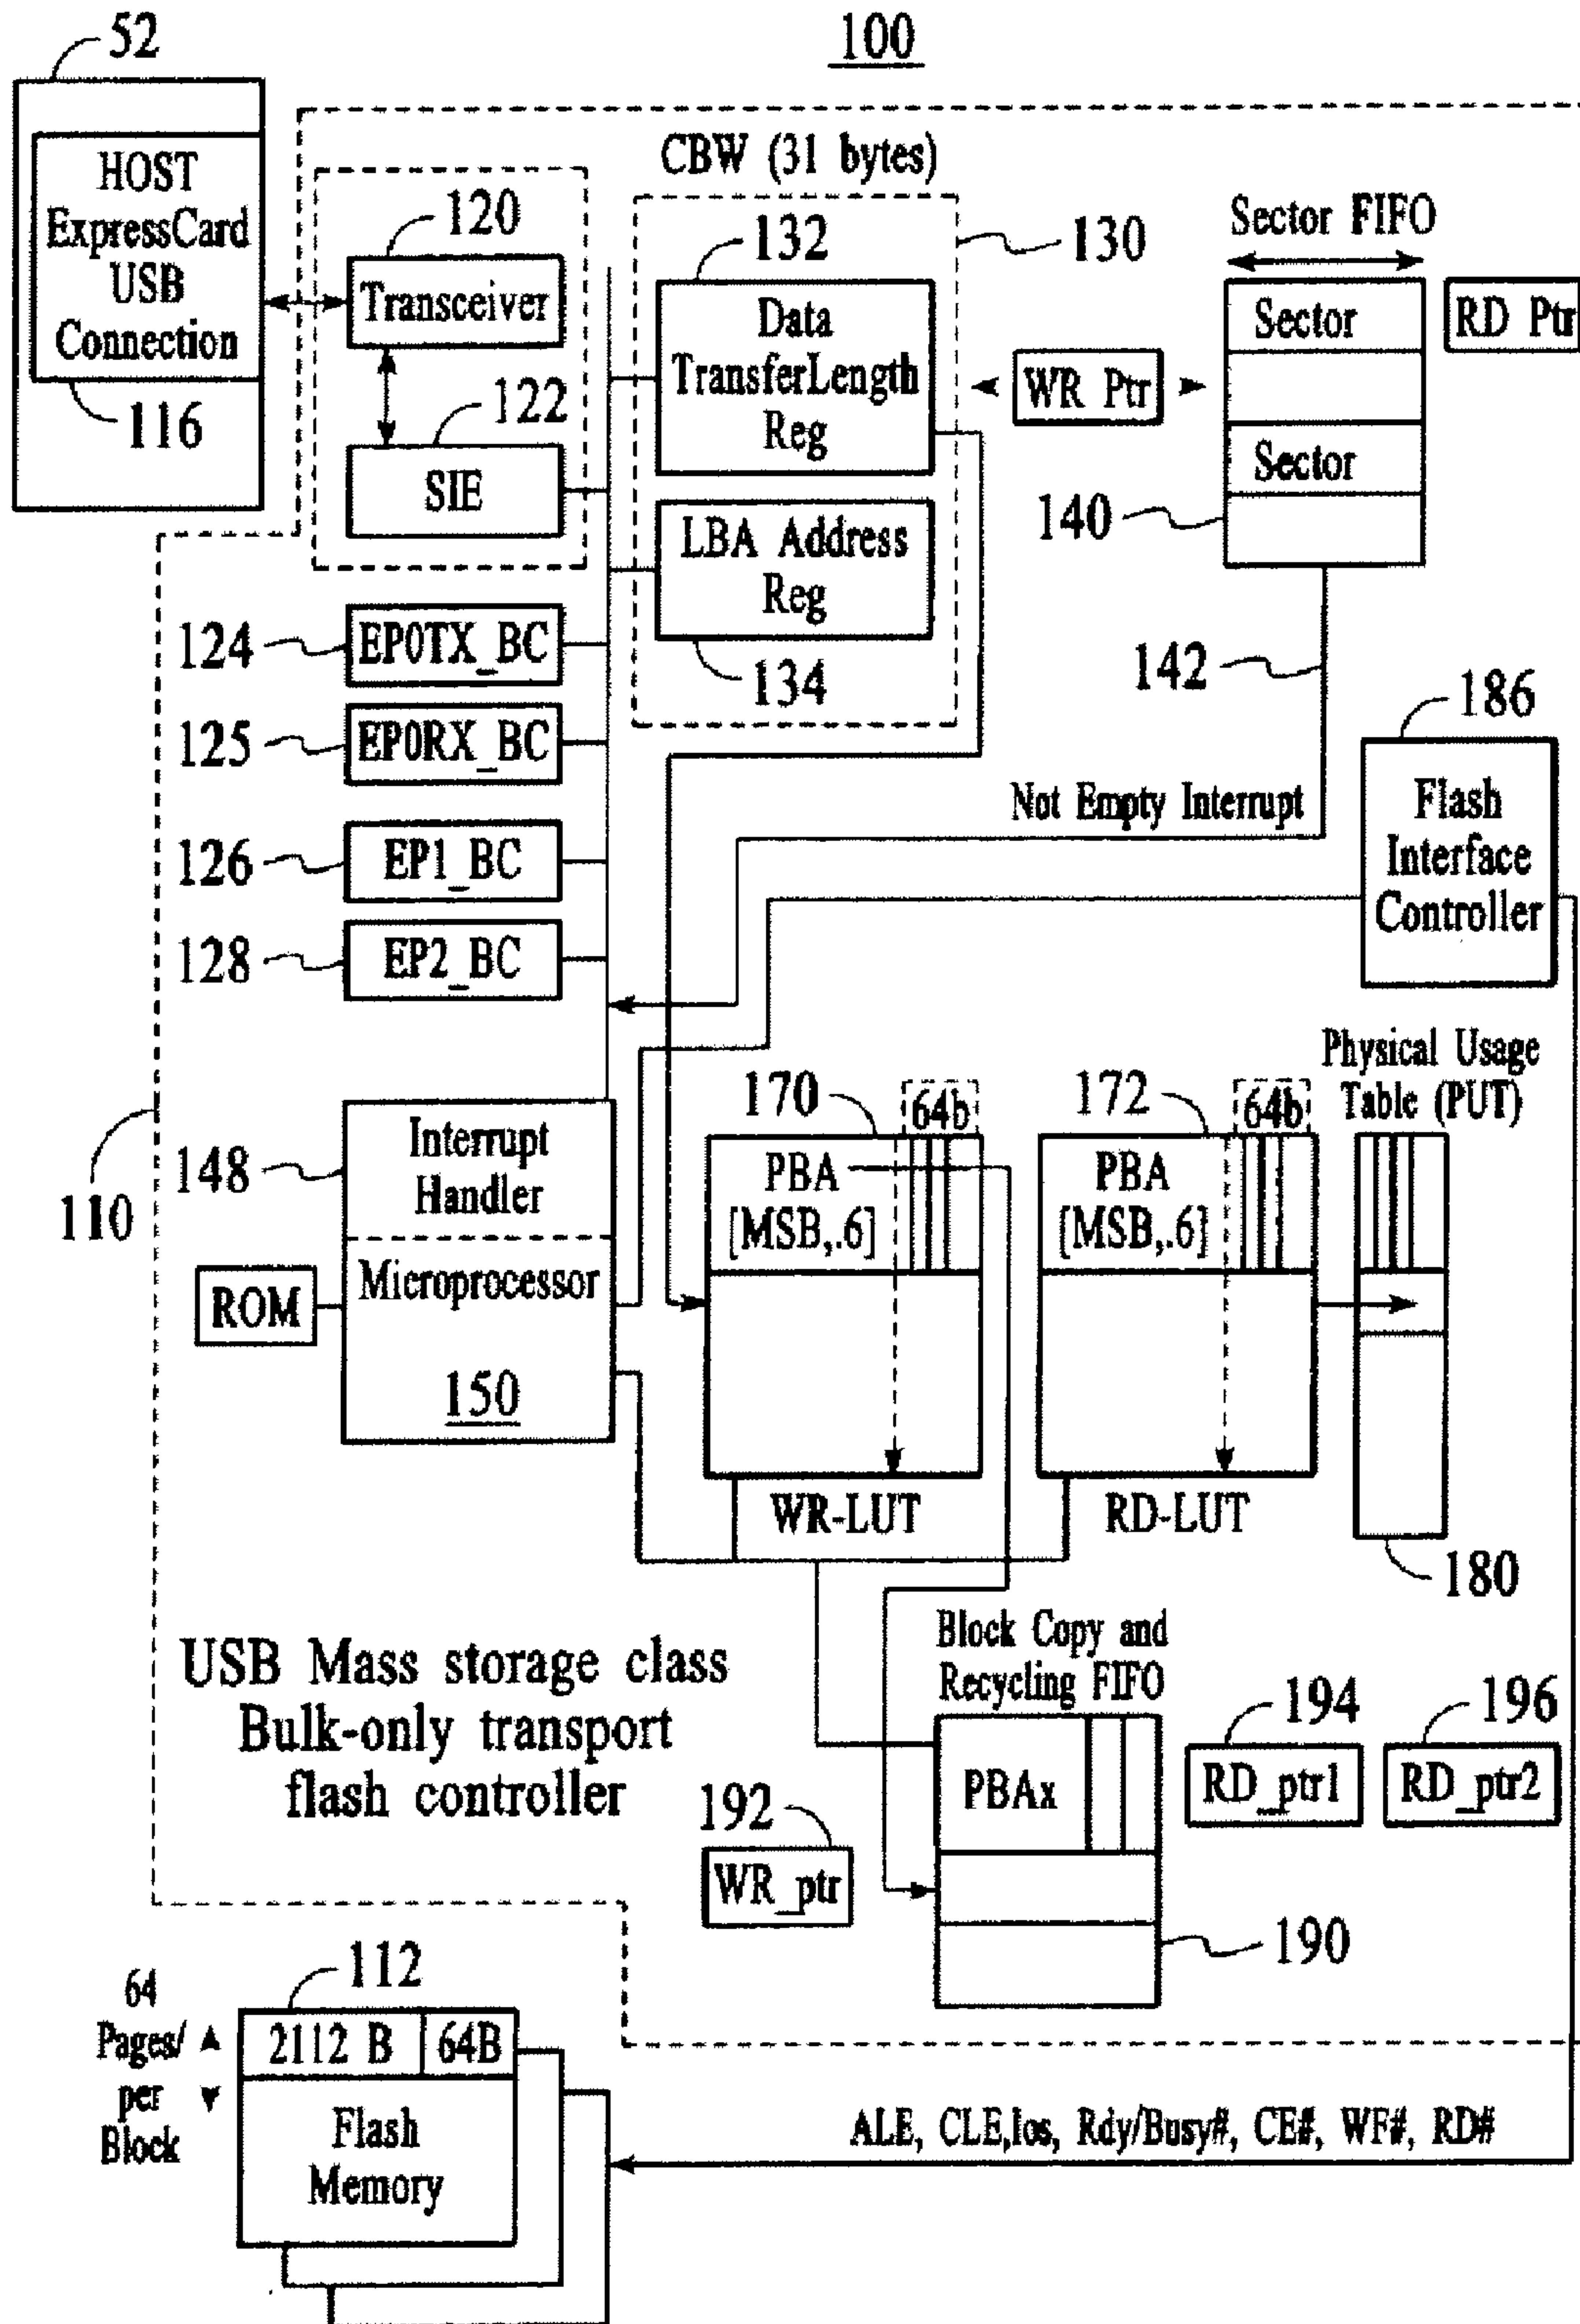 100
52
HOST
ExpressCard
USB
Connection
116
CBW (31 bytes)
120
Transceiver
122
SIE
132
Data
TransferLength
Reg
130
LBA Address
Reg
134
WR Ptr
Sector FIFO
Sector
RD Ptr
Sector
140
142
124
EP0TX_BC
125
EP0RX_BC
126
EP1_BC
128
EP2_BC
Not Empty Interrupt
186
Flash
Interface
Controller
110
148
Interrupt
Handler
Microprocessor
150
ROM
170
64b
PBA
[MSB,.6]
WR-LUT
172
64b
PBA
[MSB,.6]
RD-LUT
Physical Usage
Table (PUT)
180
USB Mass storage class
Bulk-only transport
flash controller
Block Copy and
Recycling FIFO
PBAx
192
WR_ptr
194
RD_ptr1
196
RD_ptr2
190
64
Pages/
per
Block
112
2112 B
64B
Flash
Memory
ALE, CLE,Ios, Rdy/Busy#, CE#, WF#, RD#